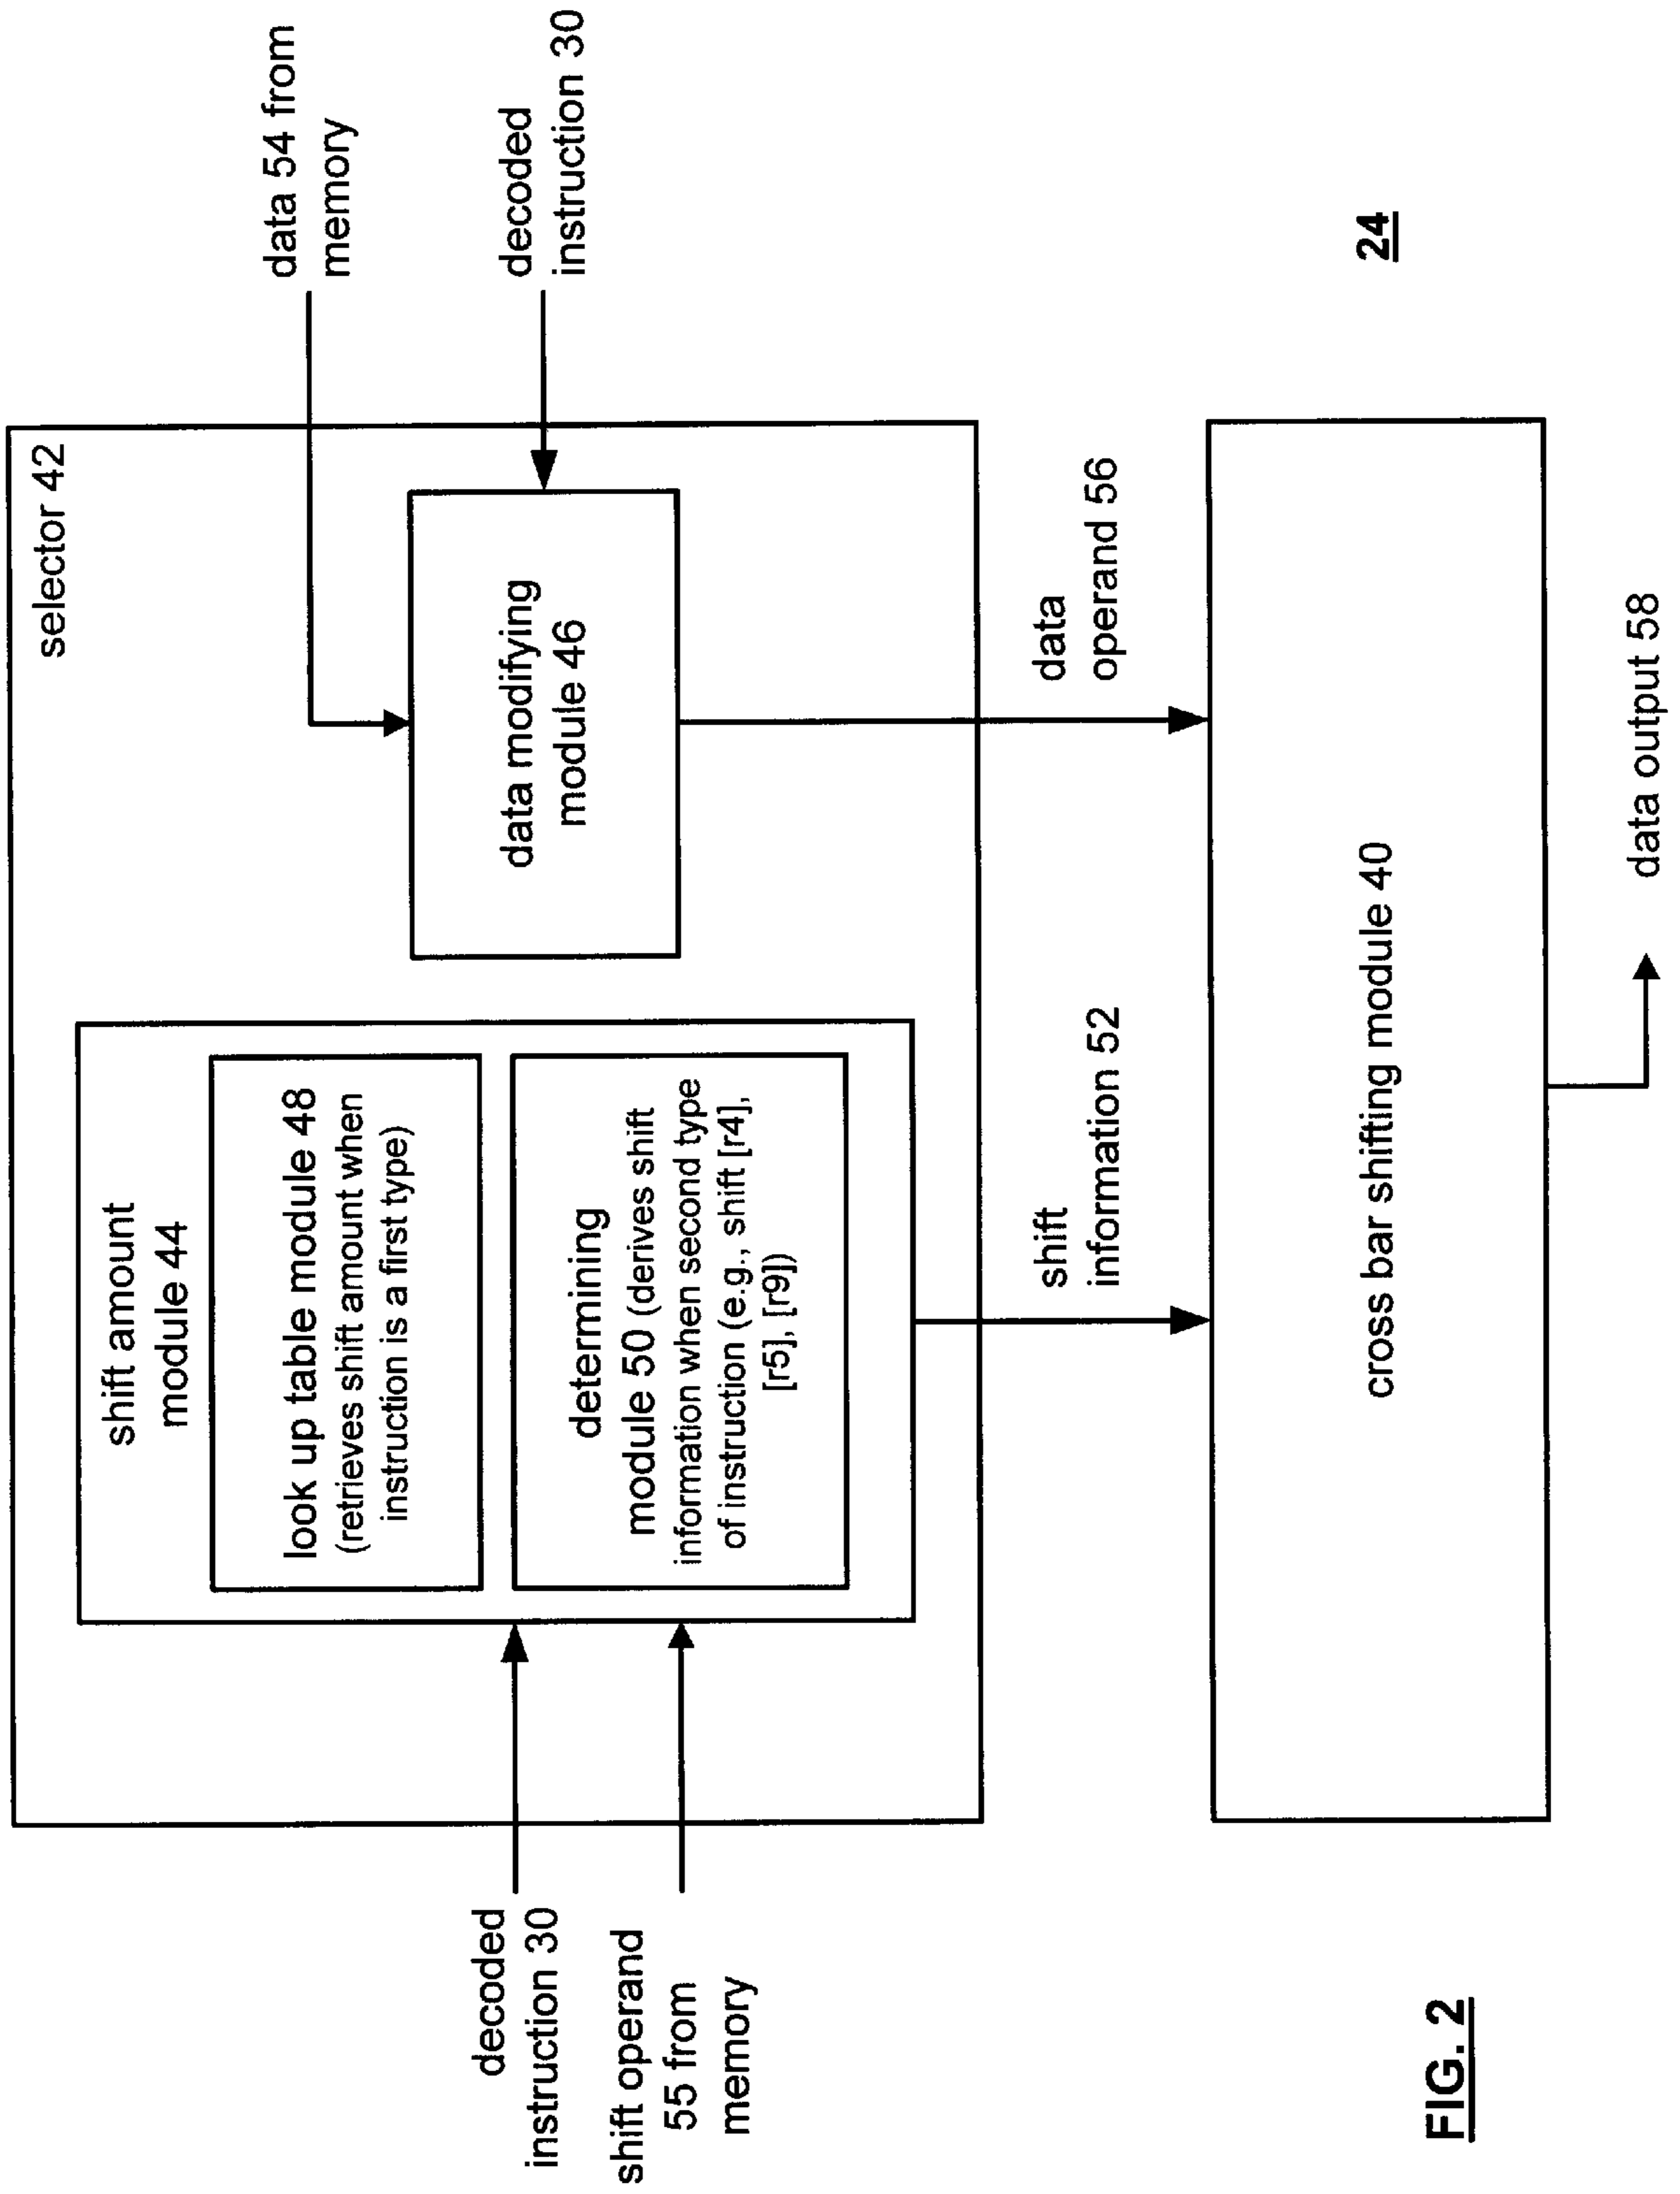 selector 42
shift amount
module 44
look up table module 48
(retrieves shift amount when
instruction is a first type)
determining
module 50 (derives shift
information when second type
of instruction (e.g., shift [r4],
[r5], [r9])
data modifying
module 46
data 54 from
memory
decoded
instruction 30
decoded
instruction 30
shift operand
55 from
memory
shift
information 52
data
operand 56
cross bar shifting module 40
data output 58
24
FIG. 2